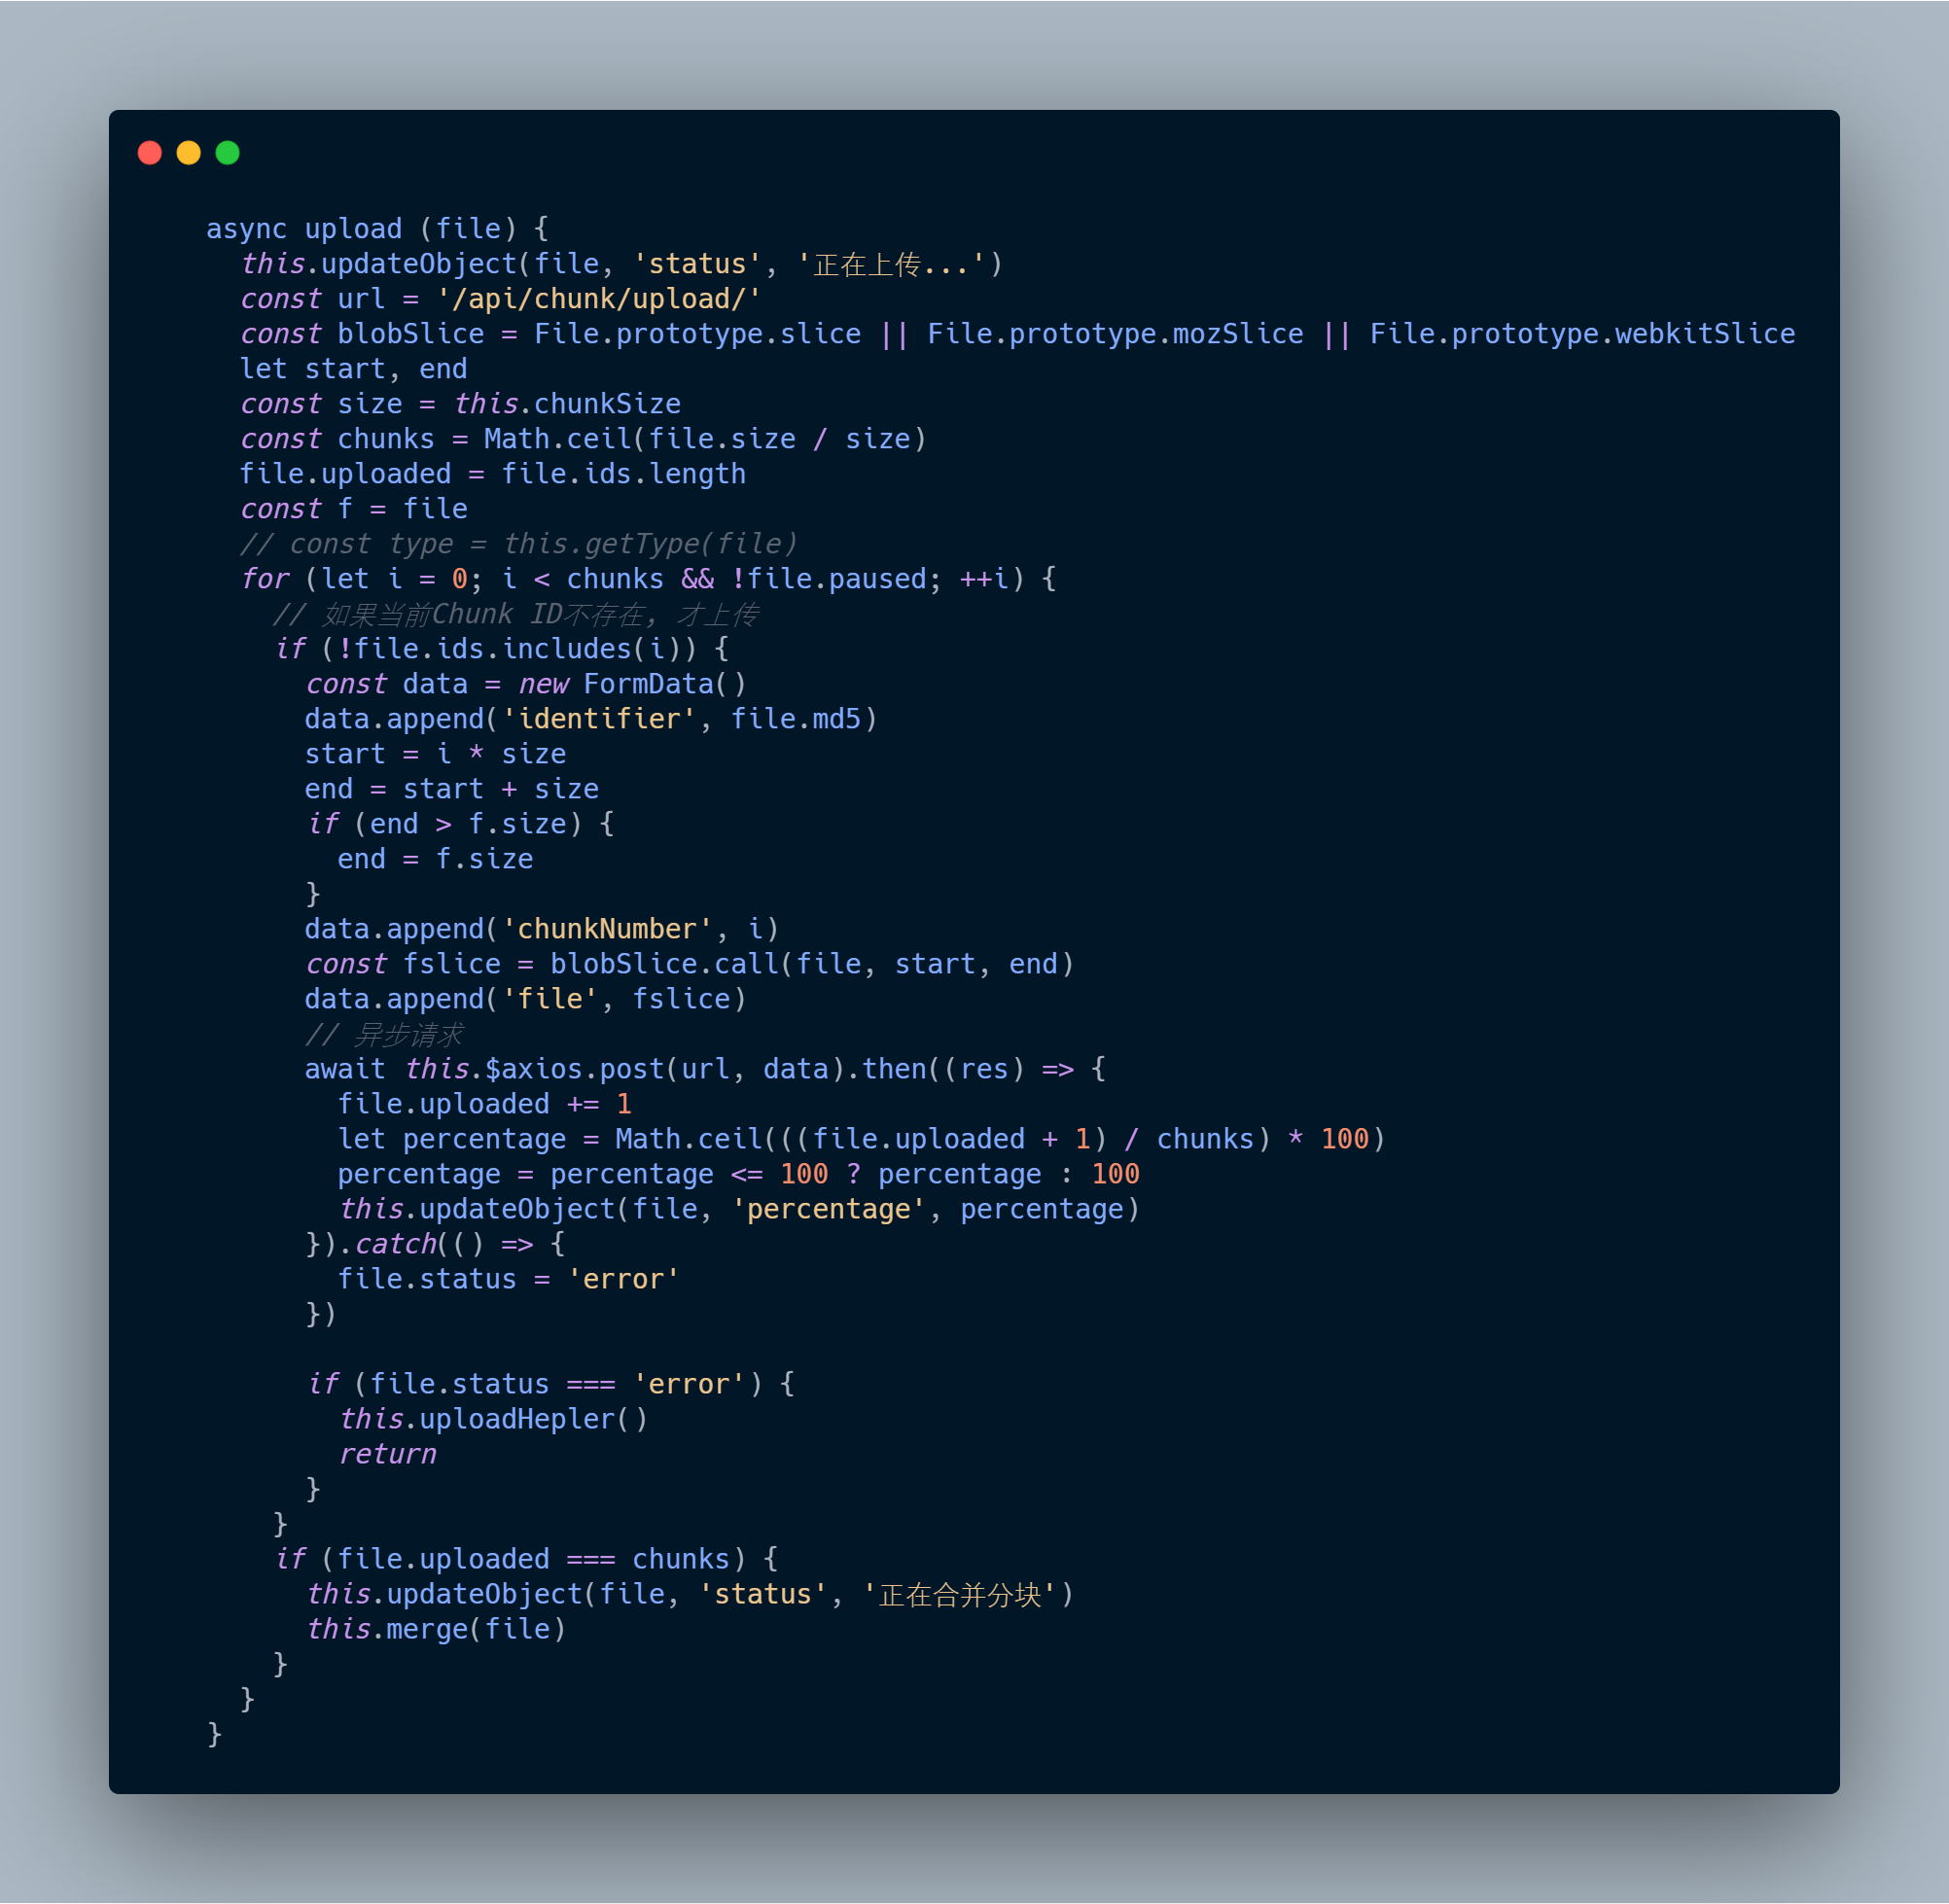 async upload (file) {
  this.updateObject(file, 'status', '正在上传...')
  const url = '/api/chunk/upload/'
  const blobSlice = File.prototype.slice || File.prototype.mozSlice || File.prototype.webkitSlice
  let start, end
  const size = this.chunkSize
  const chunks = Math.ceil(file.size / size)
  file.uploaded = file.ids.length
  const f = file
  // const type = this.getType(file)
  for (let i = 0; i < chunks && !file.paused; ++i) {
    // 如果当前Chunk ID不存在, 才上传
    if (!file.ids.includes(i)) {
      const data = new FormData()
      data.append('identifier', file.md5)
      start = i * size
      end = start + size
      if (end > f.size) {
        end = f.size
      }
      data.append('chunkNumber', i)
      const fslice = blobSlice.call(file, start, end)
      data.append('file', fslice)
      // 异步请求
      await this.$axios.post(url, data).then((res) => {
        file.uploaded += 1
        let percentage = Math.ceil(((file.uploaded + 1) / chunks) * 100)
        percentage = percentage <= 100 ? percentage : 100
        this.updateObject(file, 'percentage', percentage)
      }).catch(() => {
        file.status = 'error'
      })

      if (file.status === 'error') {
        this.uploadHepler()
        return
      }
    }
    if (file.uploaded === chunks) {
      this.updateObject(file, 'status', '正在合并分块')
      this.merge(file)
    }
  }
}